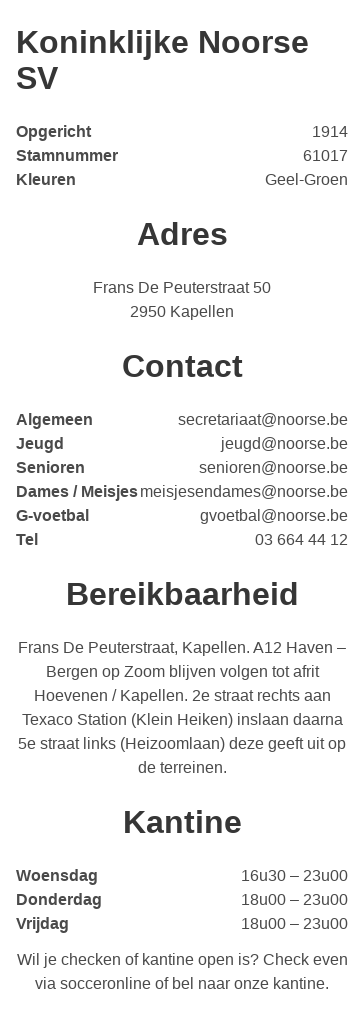 Koninklijke Noorse
SV
Opgericht 1914
Stamnummer 61017
Kleuren Geel-Groen
Adres
Frans De Peuterstraat 50
2950 Kapellen
Contact
Algemeen secretariaat@noorse.be
Jeugd jeugd@noorse.be
Senioren senioren@noorse.be
Dames / Meisjes meisjesendames@noorse.be
G-voetbal gvoetbal@noorse.be
Tel 03 664 44 12
Bereikbaarheid
Frans De Peuterstraat, Kapellen. A12 Haven –
Bergen op Zoom blijven volgen tot afrit
Hoevenen / Kapellen. 2e straat rechts aan
Texaco Station (Klein Heiken) inslaan daarna
5e straat links (Heizoomlaan) deze geeft uit op
de terreinen.
Kantine
Woensdag 16u30 – 23u00
Donderdag 18u00 – 23u00
Vrijdag 18u00 – 23u00
Wil je checken of kantine open is? Check even
via socceronline of bel naar onze kantine.